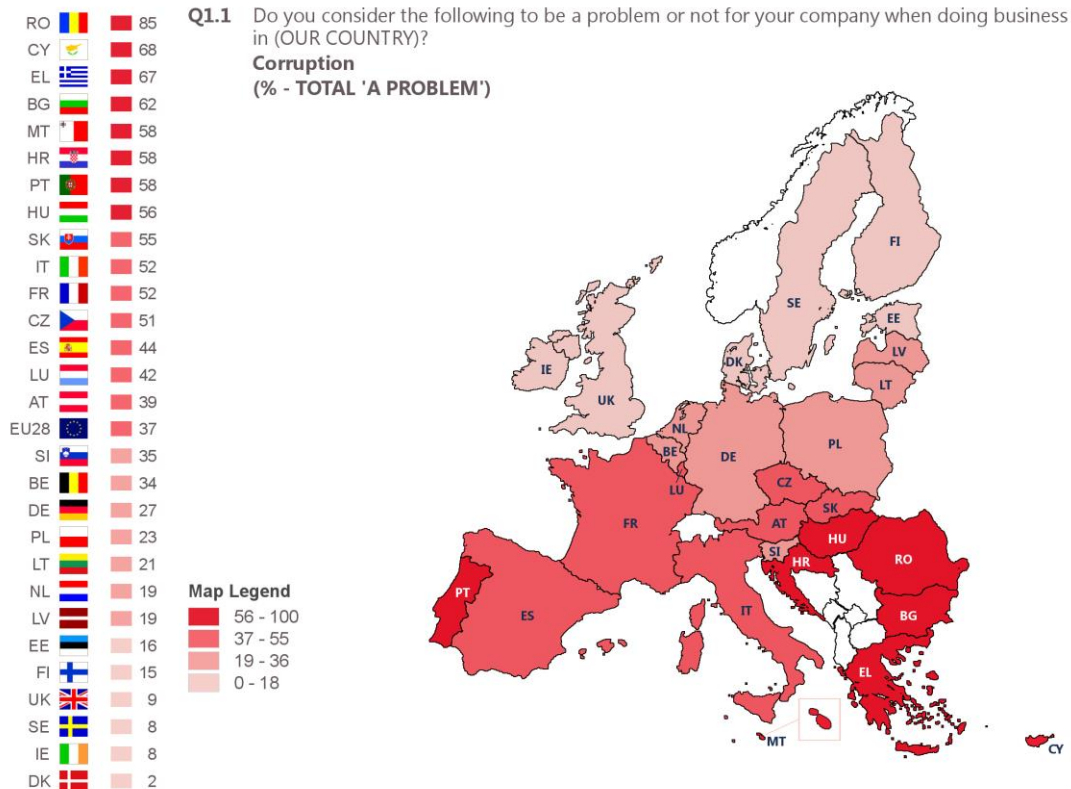 Q1.1 Do you consider the following to be a problem or not for your company when doing business
in (OUR COUNTRY)?
Corruption
(% - TOTAL 'A PROBLEM')
RO 85
CY 68
EL 67
BG 62
MT 58
HR 58
PT 58
HU 56
SK 55
IT 52
FR 52
CZ 51
ES 44
LU 42
AT 39
EU28 37
SI 35
BE 34
DE 27
PL 23
LT 21
NL 19
LV 19
EE 16
FI 15
UK 9
SE 8
IE 8
DK 2
Map Legend
56 - 100
37 - 55
19 - 36
0 - 18
FI
SE
EE
LV
LT
DK
IE
UK
NL
BE
DE
PL
LU
CZ
SK
FR
AT
HU
SI
HR
RO
PT
ES
IT
BG
EL
MT
CY